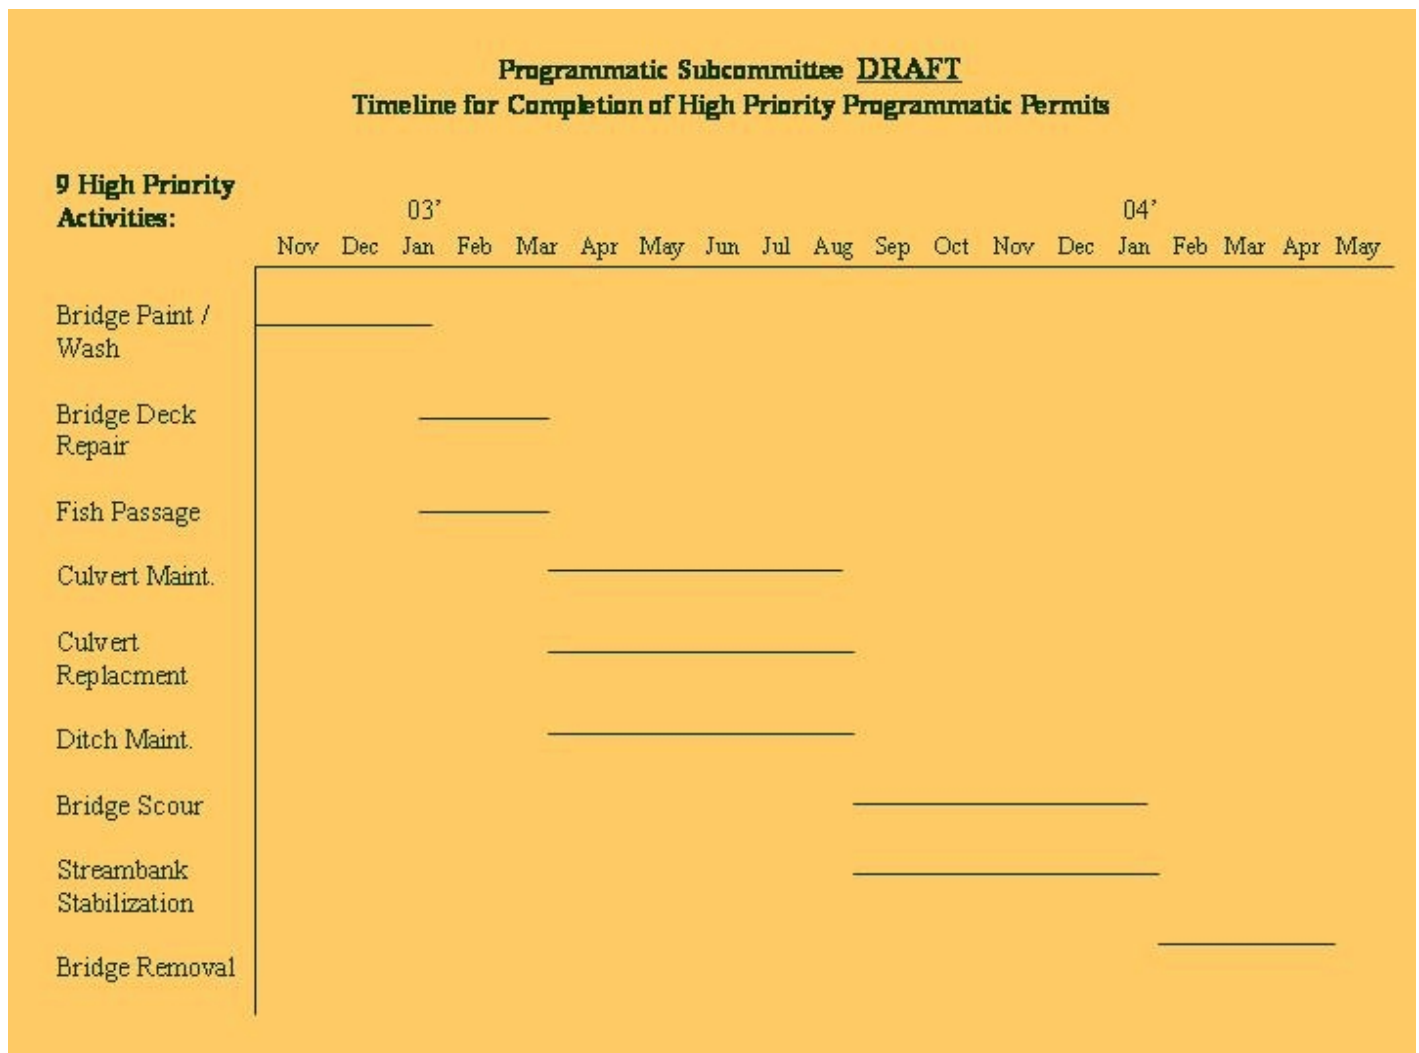 Programmatic Subcommittee DRAFT
Timeline for Completion of High Priority Programmatic Permits
9 High Priority
Activities:
03’ 04’
Nov Dec Jan Feb Mar Apr May Jun Jul Aug Sep Oct Nov Dec Jan Feb Mar Apr May
Bridge Paint /
Wash
Bridge Deck
Repair
Fish Passage
Culvert Maint.
Culvert
Replacment
Ditch Maint.
Bridge Scour
Streambank
Stabilization
Bridge Removal